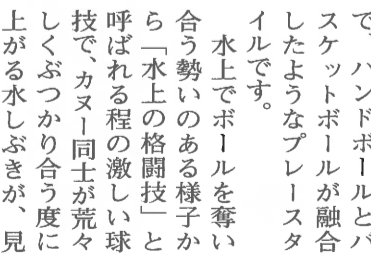 で、ハンドボールとバ
スケットボールが融合
したようなプレースタ
イルです。
　水上でボールを奪い
合う勢いのある様子か
ら「水上の格闘技」と
呼ばれる程の激しい球
技で、カヌー同士が荒々
しくぶつかり合う度に
上がる水しぶきが、見